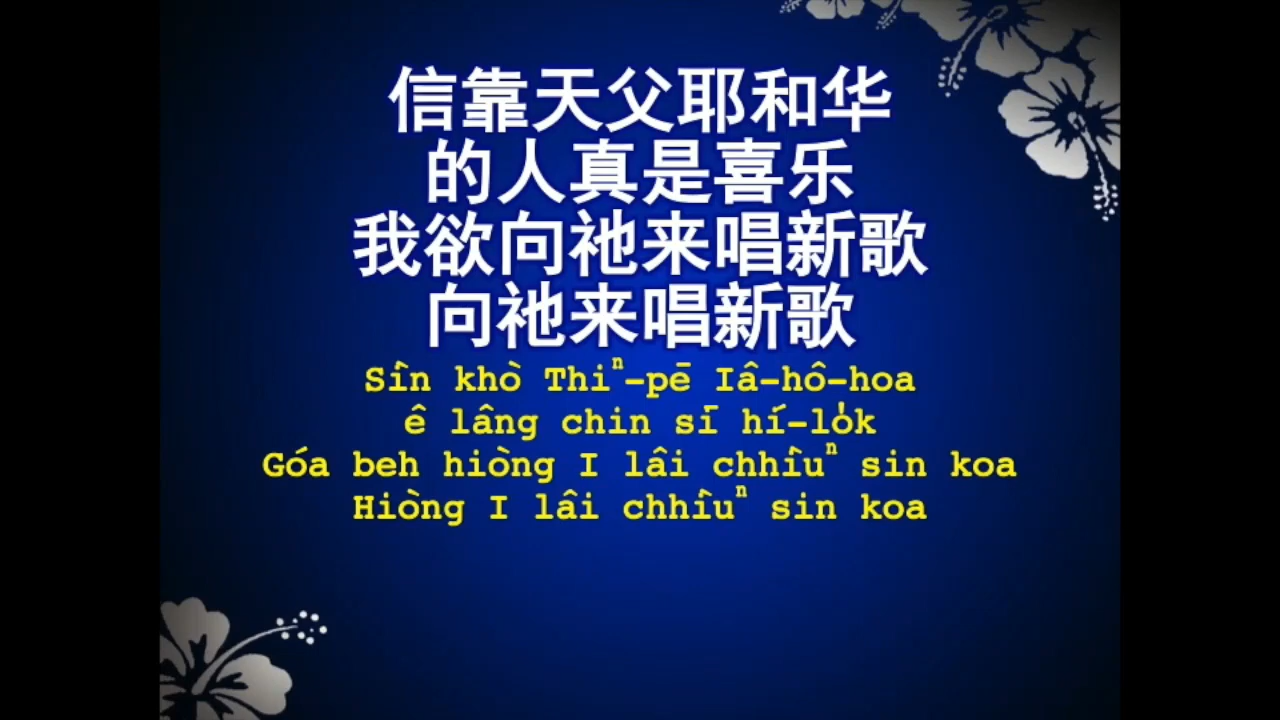 信靠天父耶和华
的人真是喜乐
我欲向祂来唱新歌
向祂来唱新歌
Sìn khò Thiⁿ-pē Iâ-hô-hoa
ê lâng chin sī hí-lo̍k
Góa beh hiòng I lâi chhìuⁿ sin koa
Hiòng I lâi chhìuⁿ sin koa